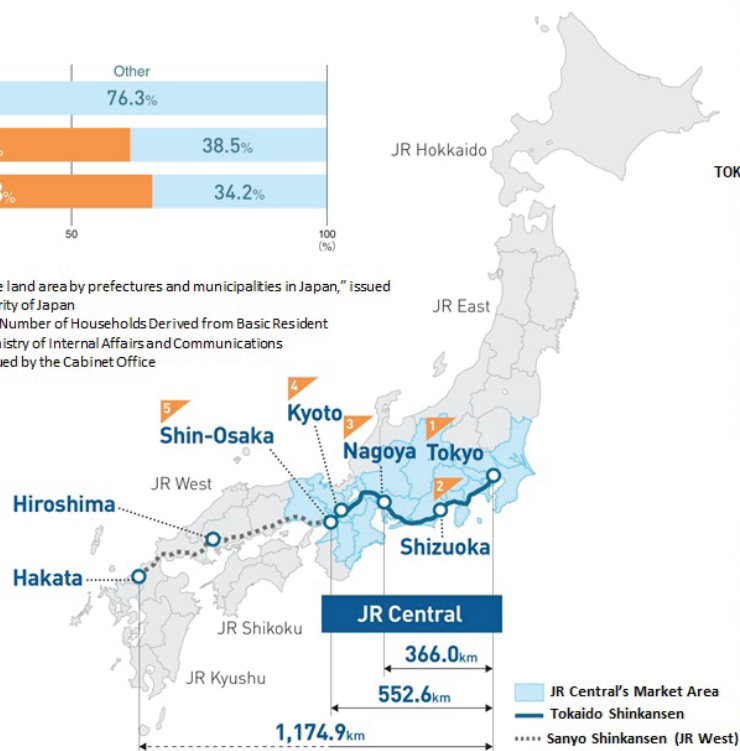 Other
76.3%
%
38.5%
%
34.2%
50
100
(%)
e land area by prefectures and municipalities in Japan,” issued
rity of Japan
Number of Households Derived from Basic Resident
nistry of Internal Affairs and Communications
ued by the Cabinet Office
JR Hokkaido
TOK
JR East
5
Shin-Osaka
4
Kyoto
3
Nagoya
1
Tokyo
2
Shizuoka
JR West
Hiroshima
Hakata
JR Shikoku
JR Kyushu
JR Central
366.0km
552.6km
1,174.9km
JR Central's Market Area
Tokaido Shinkansen
Sanyo Shinkansen (JR West)